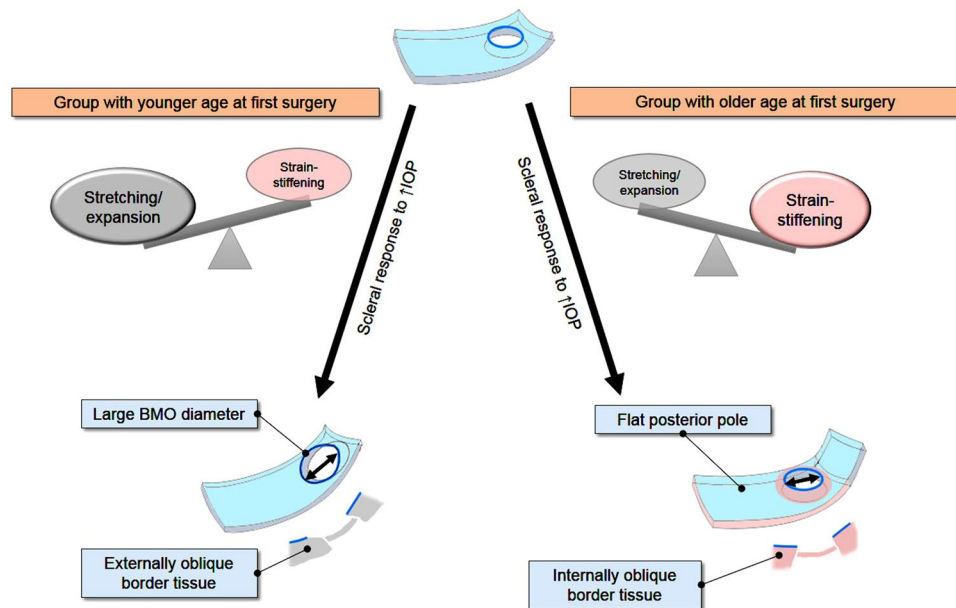 Group with younger age at first surgery
Group with older age at first surgery
Stretching/
expansion
Strain-
stiffening
Scleral response to ↑IOP
Scleral response to ↑IOP
Stretching/
expansion
Strain-
stiffening
Large BMO diameter
Flat posterior pole
Externally oblique
border tissue
Internally oblique
border tissue